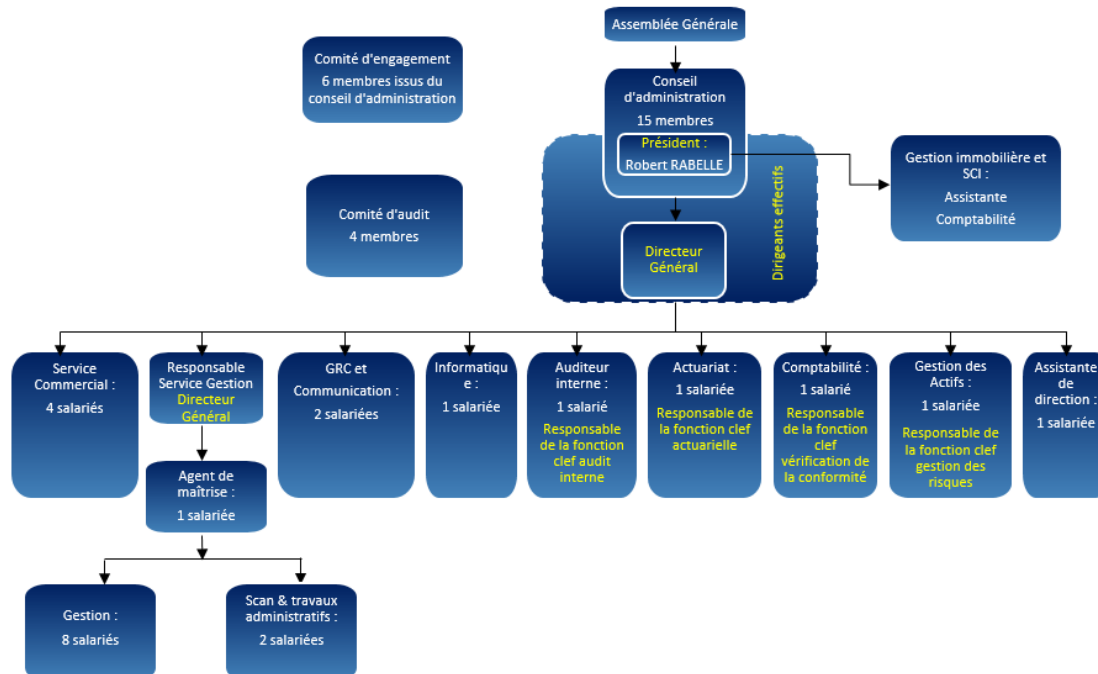 Assemblée Générale
Comité d'engagement
6 membres issus du
conseil d'administration
Conseil
d'administration
15 membres
Président :
Robert RABELLE
Gestion immobilière et
SCI :
Assistante
Comptabilité
Comité d'audit
4 membres
Directeur
Général
Dirigeants effectifs
Service
Commercial :
4 salariés
Responsable
Service Gestion
Directeur
Général
GRC et
Communication :
2 salariées
Informatiqu
e :
1 salariée
Auditeur
interne :
1 salarié
Responsable
de la fonction
clef audit
interne
Actuariat :
1 salariée
Responsable de
la fonction clef
actuarielle
Comptabilité :
1 salarié
Responsable
de la fonction
clef
vérification de
la conformité
Gestion des
Actifs :
1 salariée
Responsable de
la fonction clef
gestion des
risques
Assistante
de
direction :
1 salariée
Agent de
maîtrise :
1 salariée
Gestion :
8 salariés
Scan & travaux
administratifs :
2 salariées